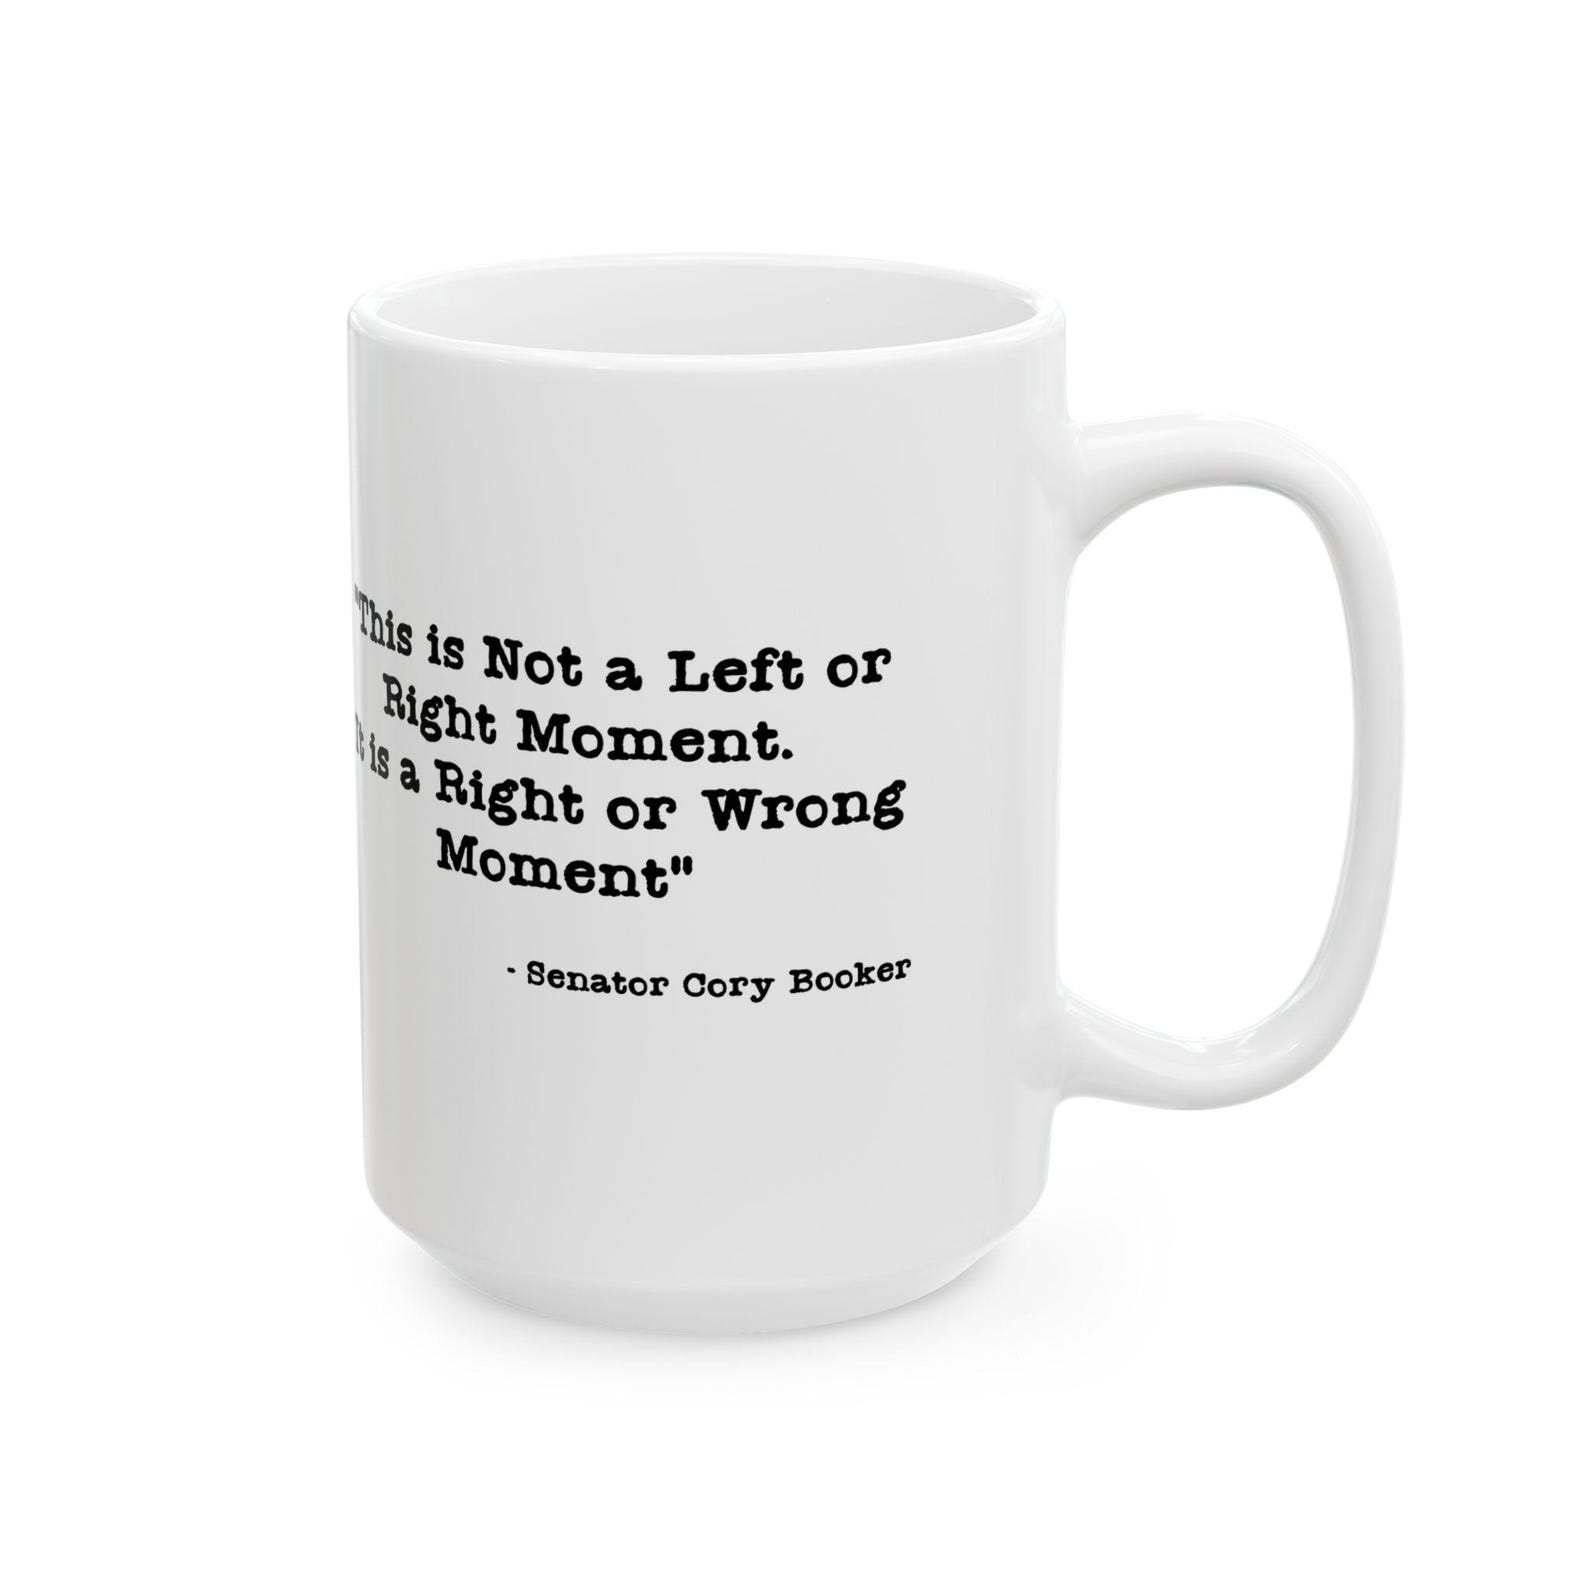 "This is Not a Left or
Right Moment.
It is a Right or Wrong
Moment"
- Senator Cory Booker